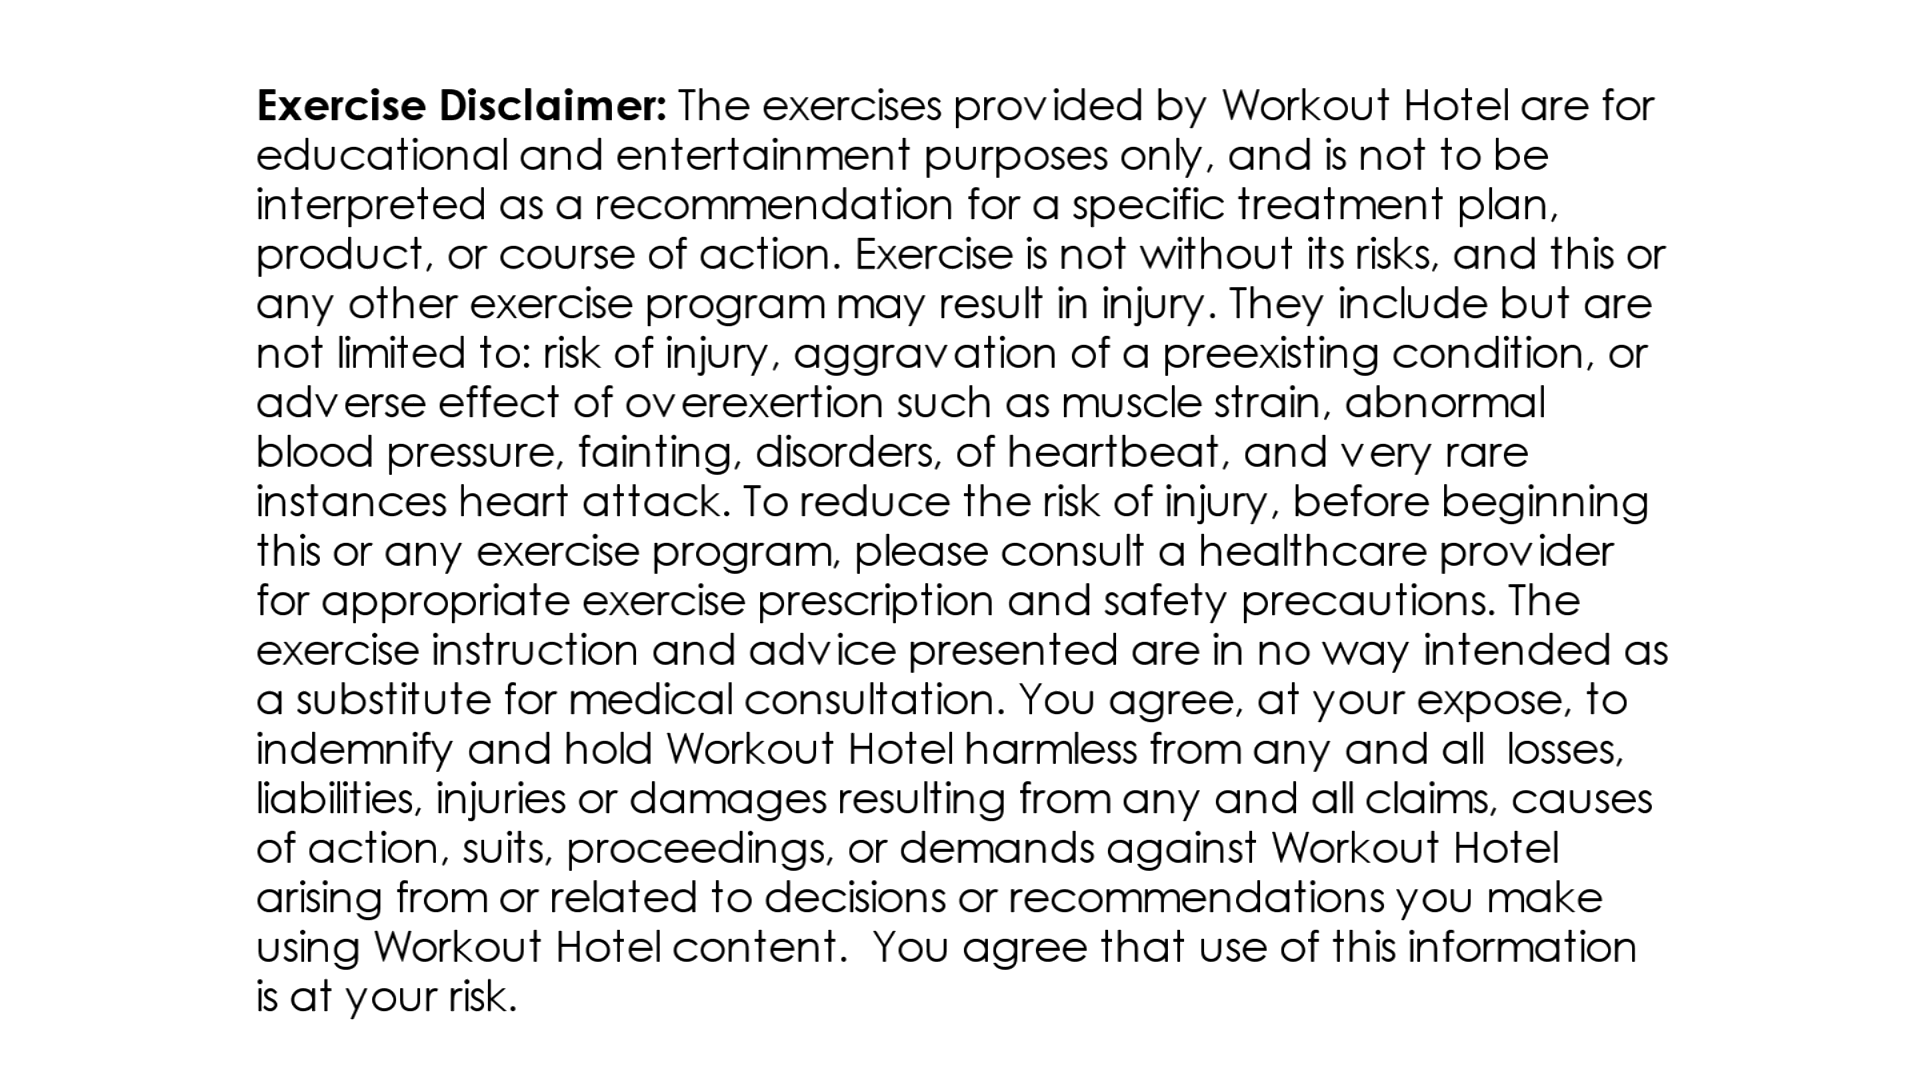 Exercise Disclaimer: The exercises provided by Workout Hotel are for
educational and entertainment purposes only, and is not to be
interpreted as a recommendation for a specific treatment plan,
product, or course of action. Exercise is not without its risks, and this or
any other exercise program may result in injury. They include but are
not limited to: risk of injury, aggravation of a preexisting condition, or
adverse effect of overexertion such as muscle strain, abnormal
blood pressure, fainting, disorders, of heartbeat, and very rare
instances heart attack. To reduce the risk of injury, before beginning
this or any exercise program, please consult a healthcare provider
for appropriate exercise prescription and safety precautions. The
exercise instruction and advice presented are in no way intended as
a substitute for medical consultation. You agree, at your expose, to
indemnify and hold Workout Hotel harmless from any and all  losses,
liabilities, injuries or damages resulting from any and all claims, causes
of action, suits, proceedings, or demands against Workout Hotel
arising from or related to decisions or recommendations you make
using Workout Hotel content.  You agree that use of this information
is at your risk.